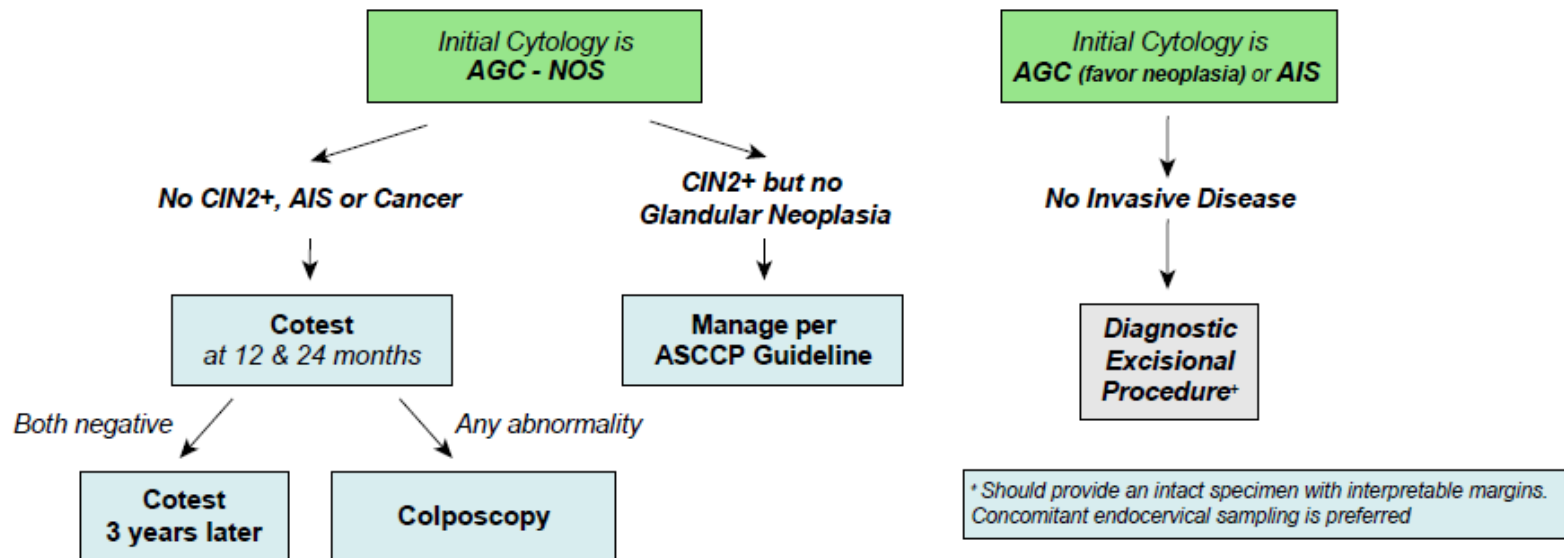 Initial Cytology is
AGC - NOS
Initial Cytology is
AGC (favor neoplasia) or AIS
No CIN2+, AIS or Cancer
CIN2+ but no
Glandular Neoplasia
No Invasive Disease
Cotest
at 12 & 24 months
Manage per
ASCCP Guideline
Diagnostic
Excisional
Procedure+
Both negative
Any abnormality
Cotest
3 years later
Colposcopy
+ Should provide an intact specimen with interpretable margins.
Concomitant endocervical sampling is preferred